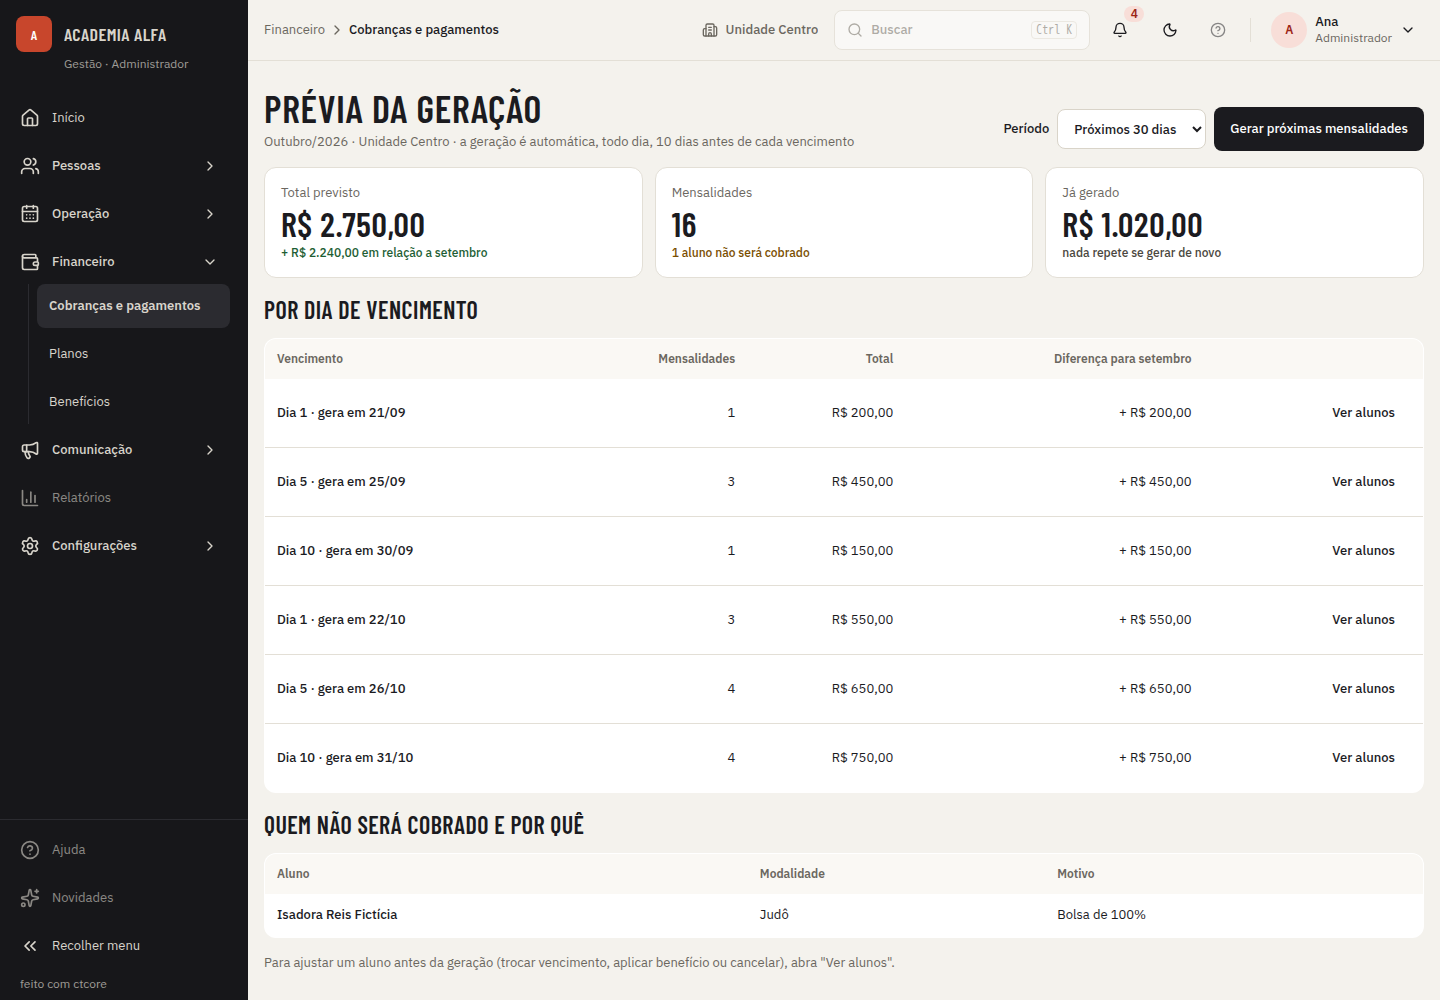 A
ACADEMIA ALFA
Gestão · Administrador
Início
Pessoas
Operação
Financeiro
Cobranças e pagamentos
Planos
Benefícios
Comunicação
Relatórios
Configurações
Ajuda
Novidades
Recolher menu
feito com ctcore
Financeiro > Cobranças e pagamentos
Unidade Centro
Buscar
Ctrl K
4
A
Ana
Administrador
PRÉVIA DA GERAÇÃO
Outubro/2026 · Unidade Centro · a geração é automática, todo dia, 10 dias antes de cada vencimento
Período
Próximos 30 dias
Gerar próximas mensalidades
Total previsto
R$ 2.750,00
+ R$ 2.240,00 em relação a setembro
Mensalidades
16
1 aluno não será cobrado
Já gerado
R$ 1.020,00
nada repete se gerar de novo
POR DIA DE VENCIMENTO
Vencimento Mensalidades Total Diferença para setembro
Dia 1 · gera em 21/09 1 R$ 200,00 + R$ 200,00 Ver alunos
Dia 5 · gera em 25/09 3 R$ 450,00 + R$ 450,00 Ver alunos
Dia 10 · gera em 30/09 1 R$ 150,00 + R$ 150,00 Ver alunos
Dia 1 · gera em 22/10 3 R$ 550,00 + R$ 550,00 Ver alunos
Dia 5 · gera em 26/10 4 R$ 650,00 + R$ 650,00 Ver alunos
Dia 10 · gera em 31/10 4 R$ 750,00 + R$ 750,00 Ver alunos
QUEM NÃO SERÁ COBRADO E POR QUÊ
Aluno Modalidade Motivo
Isadora Reis Fictícia Judô Bolsa de 100%
Para ajustar um aluno antes da geração (trocar vencimento, aplicar benefício ou cancelar), abra "Ver alunos".